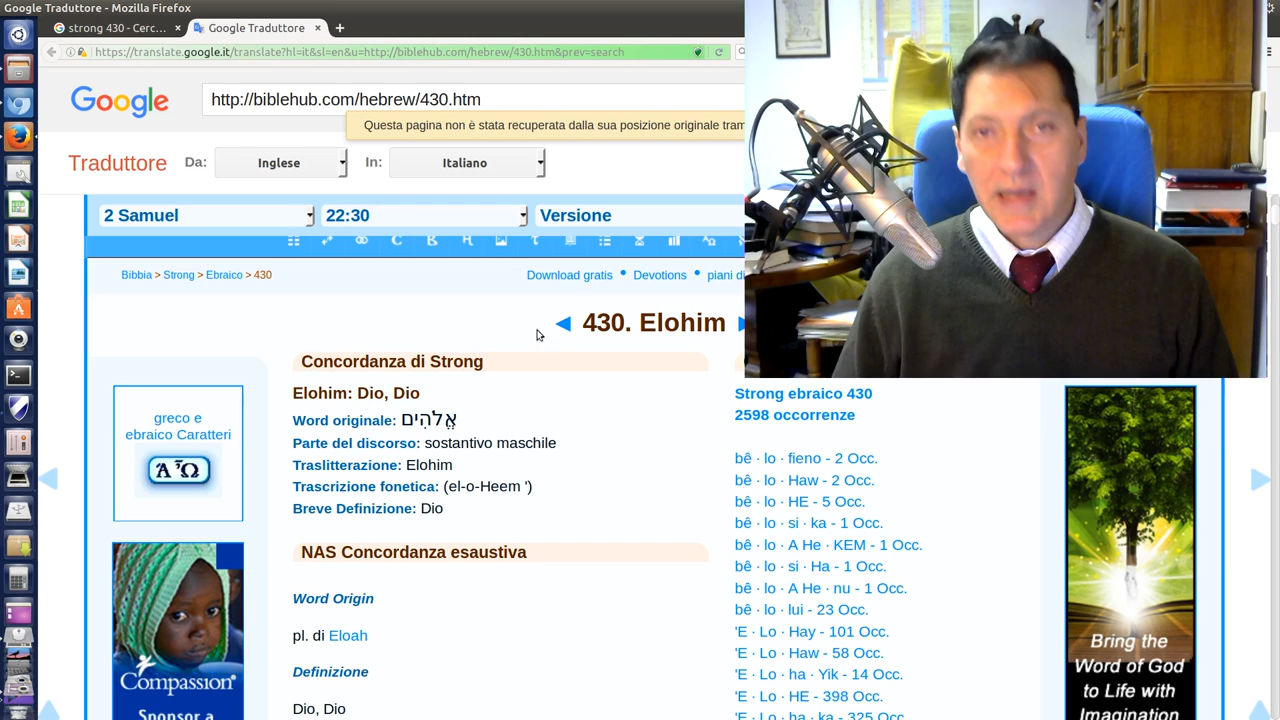 Google Traduttore - Mozilla Firefox
strong 430 - Cerc...
Google Traduttore
https://translate.google.it/translate?hl=it&sl=en&u=http://biblehub.com/hebrew/430.htm&prev=search
Google
http://biblehub.com/hebrew/430.htm
Questa pagina non è stata recuperata dalla sua posizione originale tram
Traduttore
Da:
Inglese
In:
Italiano
2 Samuel
22:30
Versione
Bibbia > Strong > Ebraico > 430
Download gratis • Devotions • piani di
◄ 430. Elohim ►
Concordanza di Strong
Elohim: Dio, Dio
Word originale: אֱלֹהִים
Parte del discorso: sostantivo maschile
Traslitterazione: Elohim
Trascrizione fonetica: (el-o-Heem ')
Breve Definizione: Dio
NAS Concordanza esaustiva
Word Origin
pl. di Eloah
Definizione
Dio, Dio
greco e
ebraico Caratteri
Compassion
Sponsor a
Strong ebraico 430
2598 occorrenze
bê · lo · fieno - 2 Occ.
bê · lo · Haw - 2 Occ.
bê · lo · HE - 5 Occ.
bê · lo · si · ka - 1 Occ.
bê · lo · A He · KEM - 1 Occ.
bê · lo · si · Ha - 1 Occ.
bê · lo · A He · nu - 1 Occ.
bê · lo · lui - 23 Occ.
'E · Lo · Hay - 101 Occ.
'E · Lo · Haw - 58 Occ.
'E · Lo · ha · Yik - 14 Occ.
'E · Lo · HE - 398 Occ.
'E · Lo · ha · ka - 325 Occ.
Bring the
Word of God
to Life with
Imagination